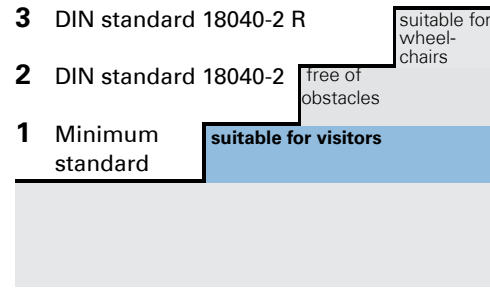 3 DIN standard 18040-2 R
suitable for
wheel-
chairs
2 DIN standard 18040-2
free of
obstacles
1 Minimum
standard
suitable for visitors